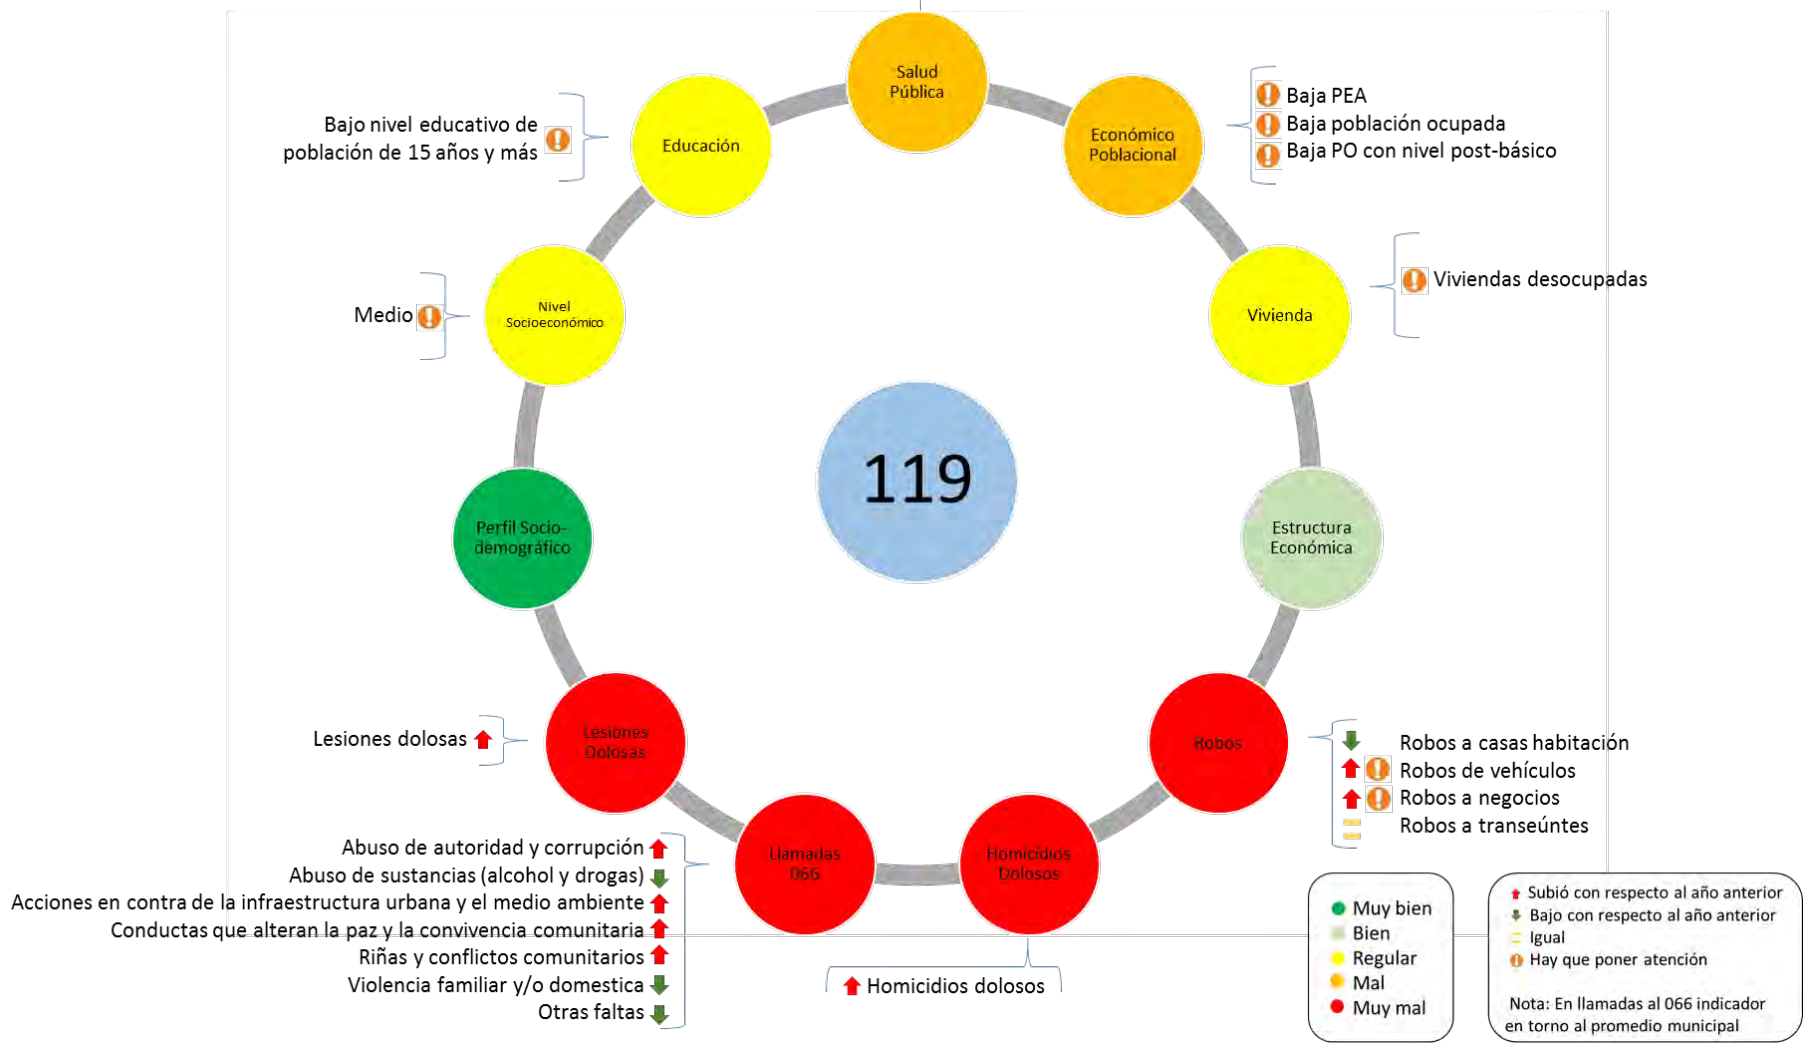 Salud
Pública
Económico
Poblacional
Baja PEA
Baja población ocupada
Baja PO con nivel post-básico
Bajo nivel educativo de
población de 15 años y más
Educación
Medio
Nivel
Socioeconómico
Vivienda
Viviendas desocupadas
119
Perfil Socio-
demográfico
Estructura
Económica
Lesiones dolosas
Lesiones
Dolosas
Robos
Robos a casas habitación
Robos de vehículos
Robos a negocios
Robos a transeúntes
Llamadas
066
Homicidios
Dolosos
Abuso de autoridad y corrupción
Abuso de sustancias (alcohol y drogas)
Acciones en contra de la infraestructura urbana y el medio ambiente
Conductas que alteran la paz y la convivencia comunitaria
Riñas y conflictos comunitarios
Violencia familiar y/o domestica
Otras faltas
Homicidios dolosos
Muy bien
Bien
Regular
Mal
Muy mal
Subió con respecto al año anterior
Bajo con respecto al año anterior
Igual
Hay que poner atención
Nota: En llamadas al 066 indicador
en torno al promedio municipal